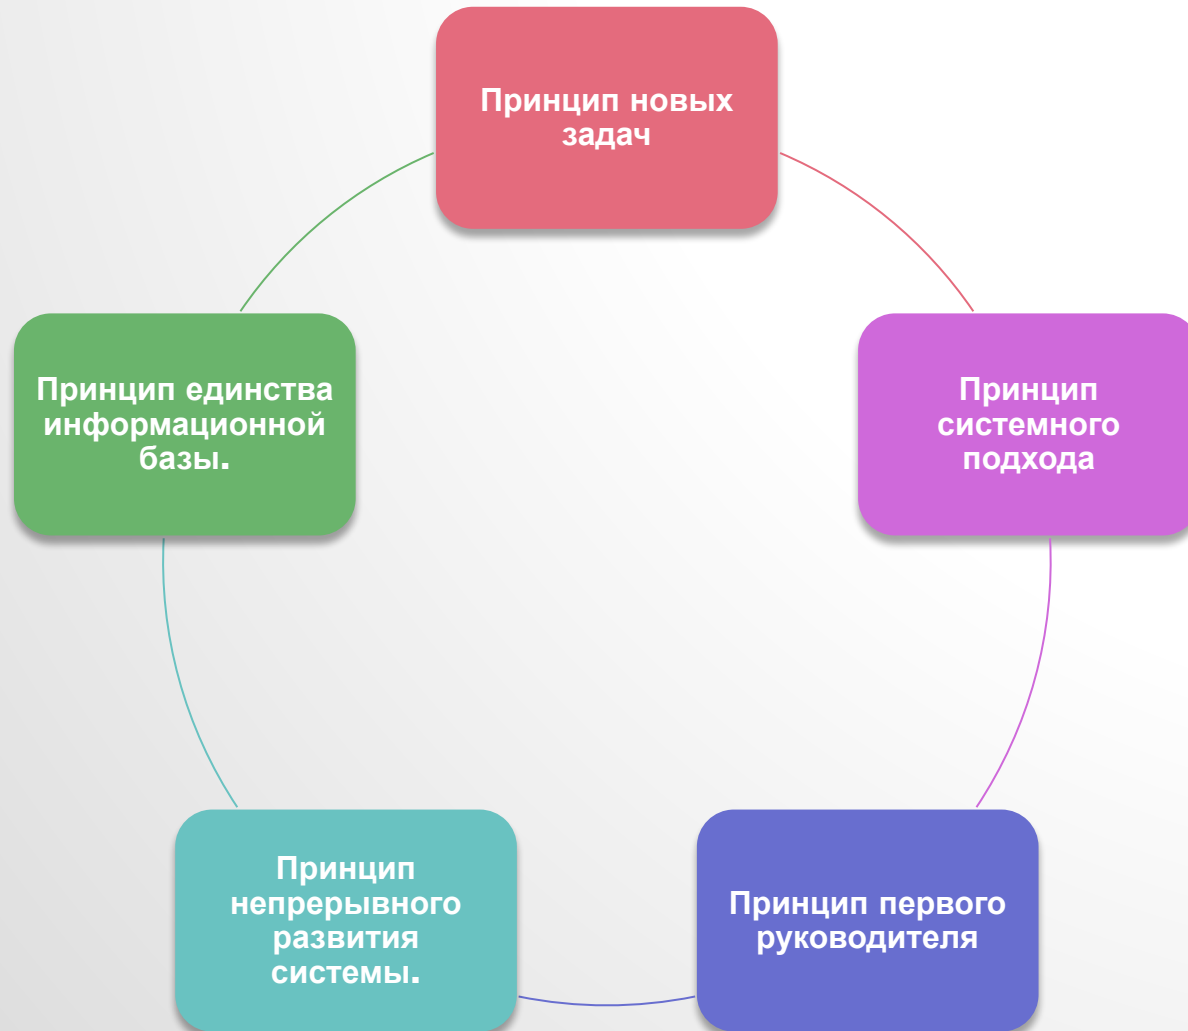 Принцип новых
задач
Принцип
системного
подхода
Принцип первого
руководителя
Принцип
непрерывного
развития
системы.
Принцип единства
информационной
базы.